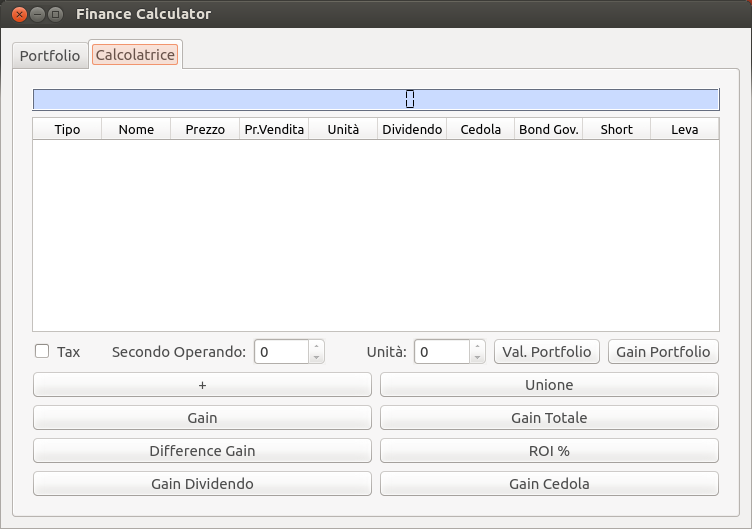 Finance Calculator
Portfolio Calcolatrice
0
Tipo Nome Prezzo Pr.Vendita Unità Dividendo Cedola Bond Gov. Short Leva
Tax Secondo Operando: 0 Unità: 0 Val. Portfolio Gain Portfolio
+ Unione
Gain Gain Totale
Difference Gain ROI %
Gain Dividendo Gain Cedola